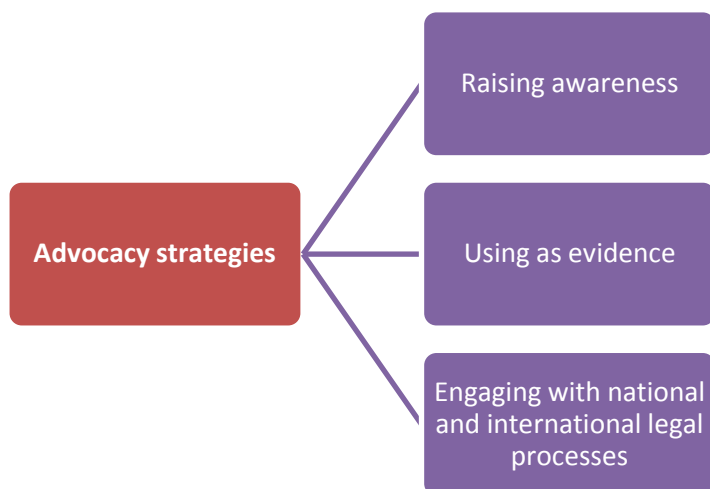 Raising awareness
Advocacy strategies
Using as evidence
Engaging with national
and international legal
processes